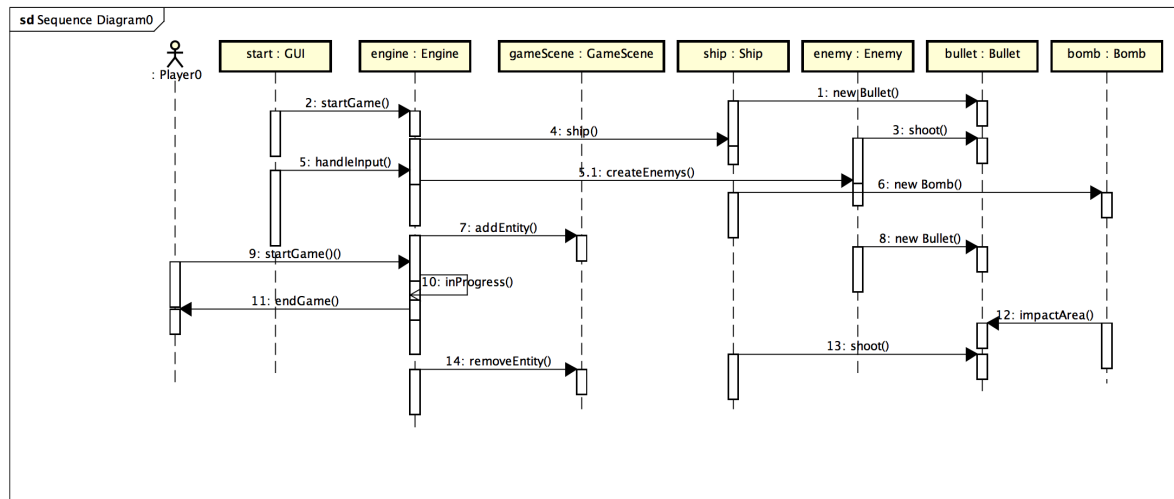 sd Sequence Diagram0
: Player0
start : GUI
engine : Engine
gameScene : GameScene
ship : Ship
enemy : Enemy
bullet : Bullet
bomb : Bomb
1: new Bullet()
2: startGame()
3: shoot()
4: ship()
5: handleInput()
5.1: createEnemys()
6: new Bomb()
7: addEntity()
8: new Bullet()
9: startGame()()
10: inProgress()
11: endGame()
12: impactArea()
13: shoot()
14: removeEntity()